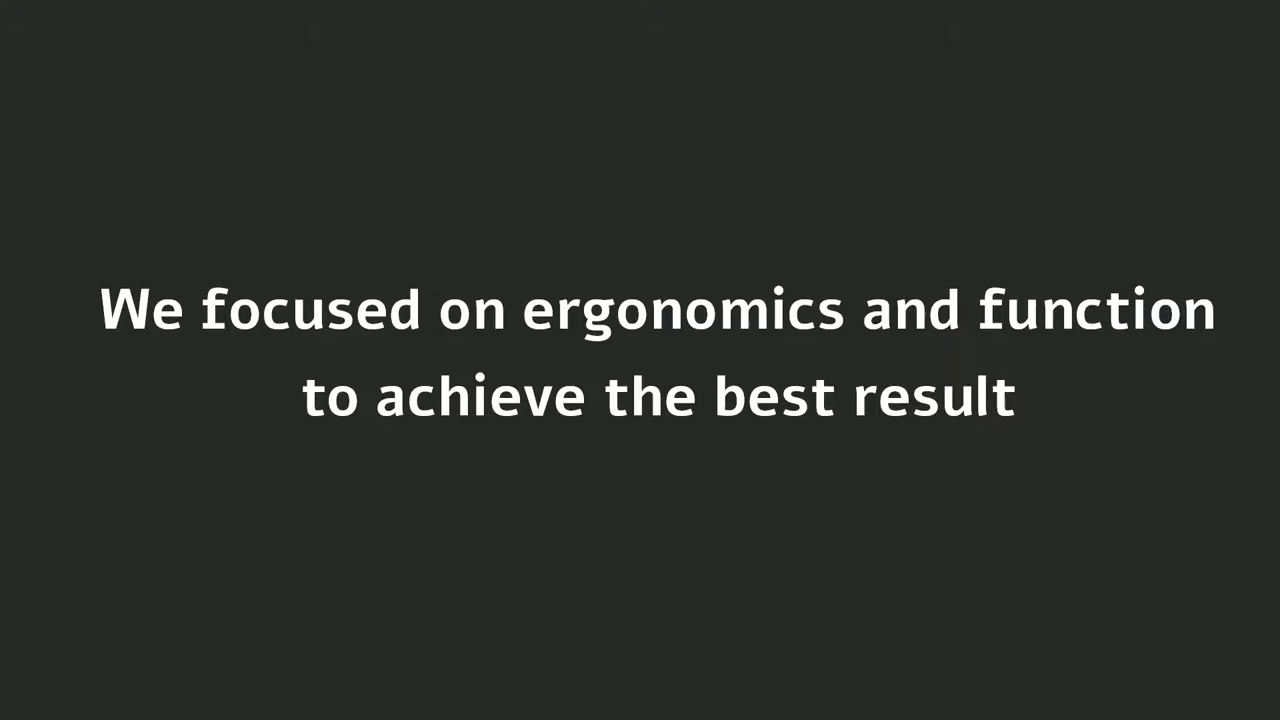 We focused on ergonomics and function
to achieve the best result